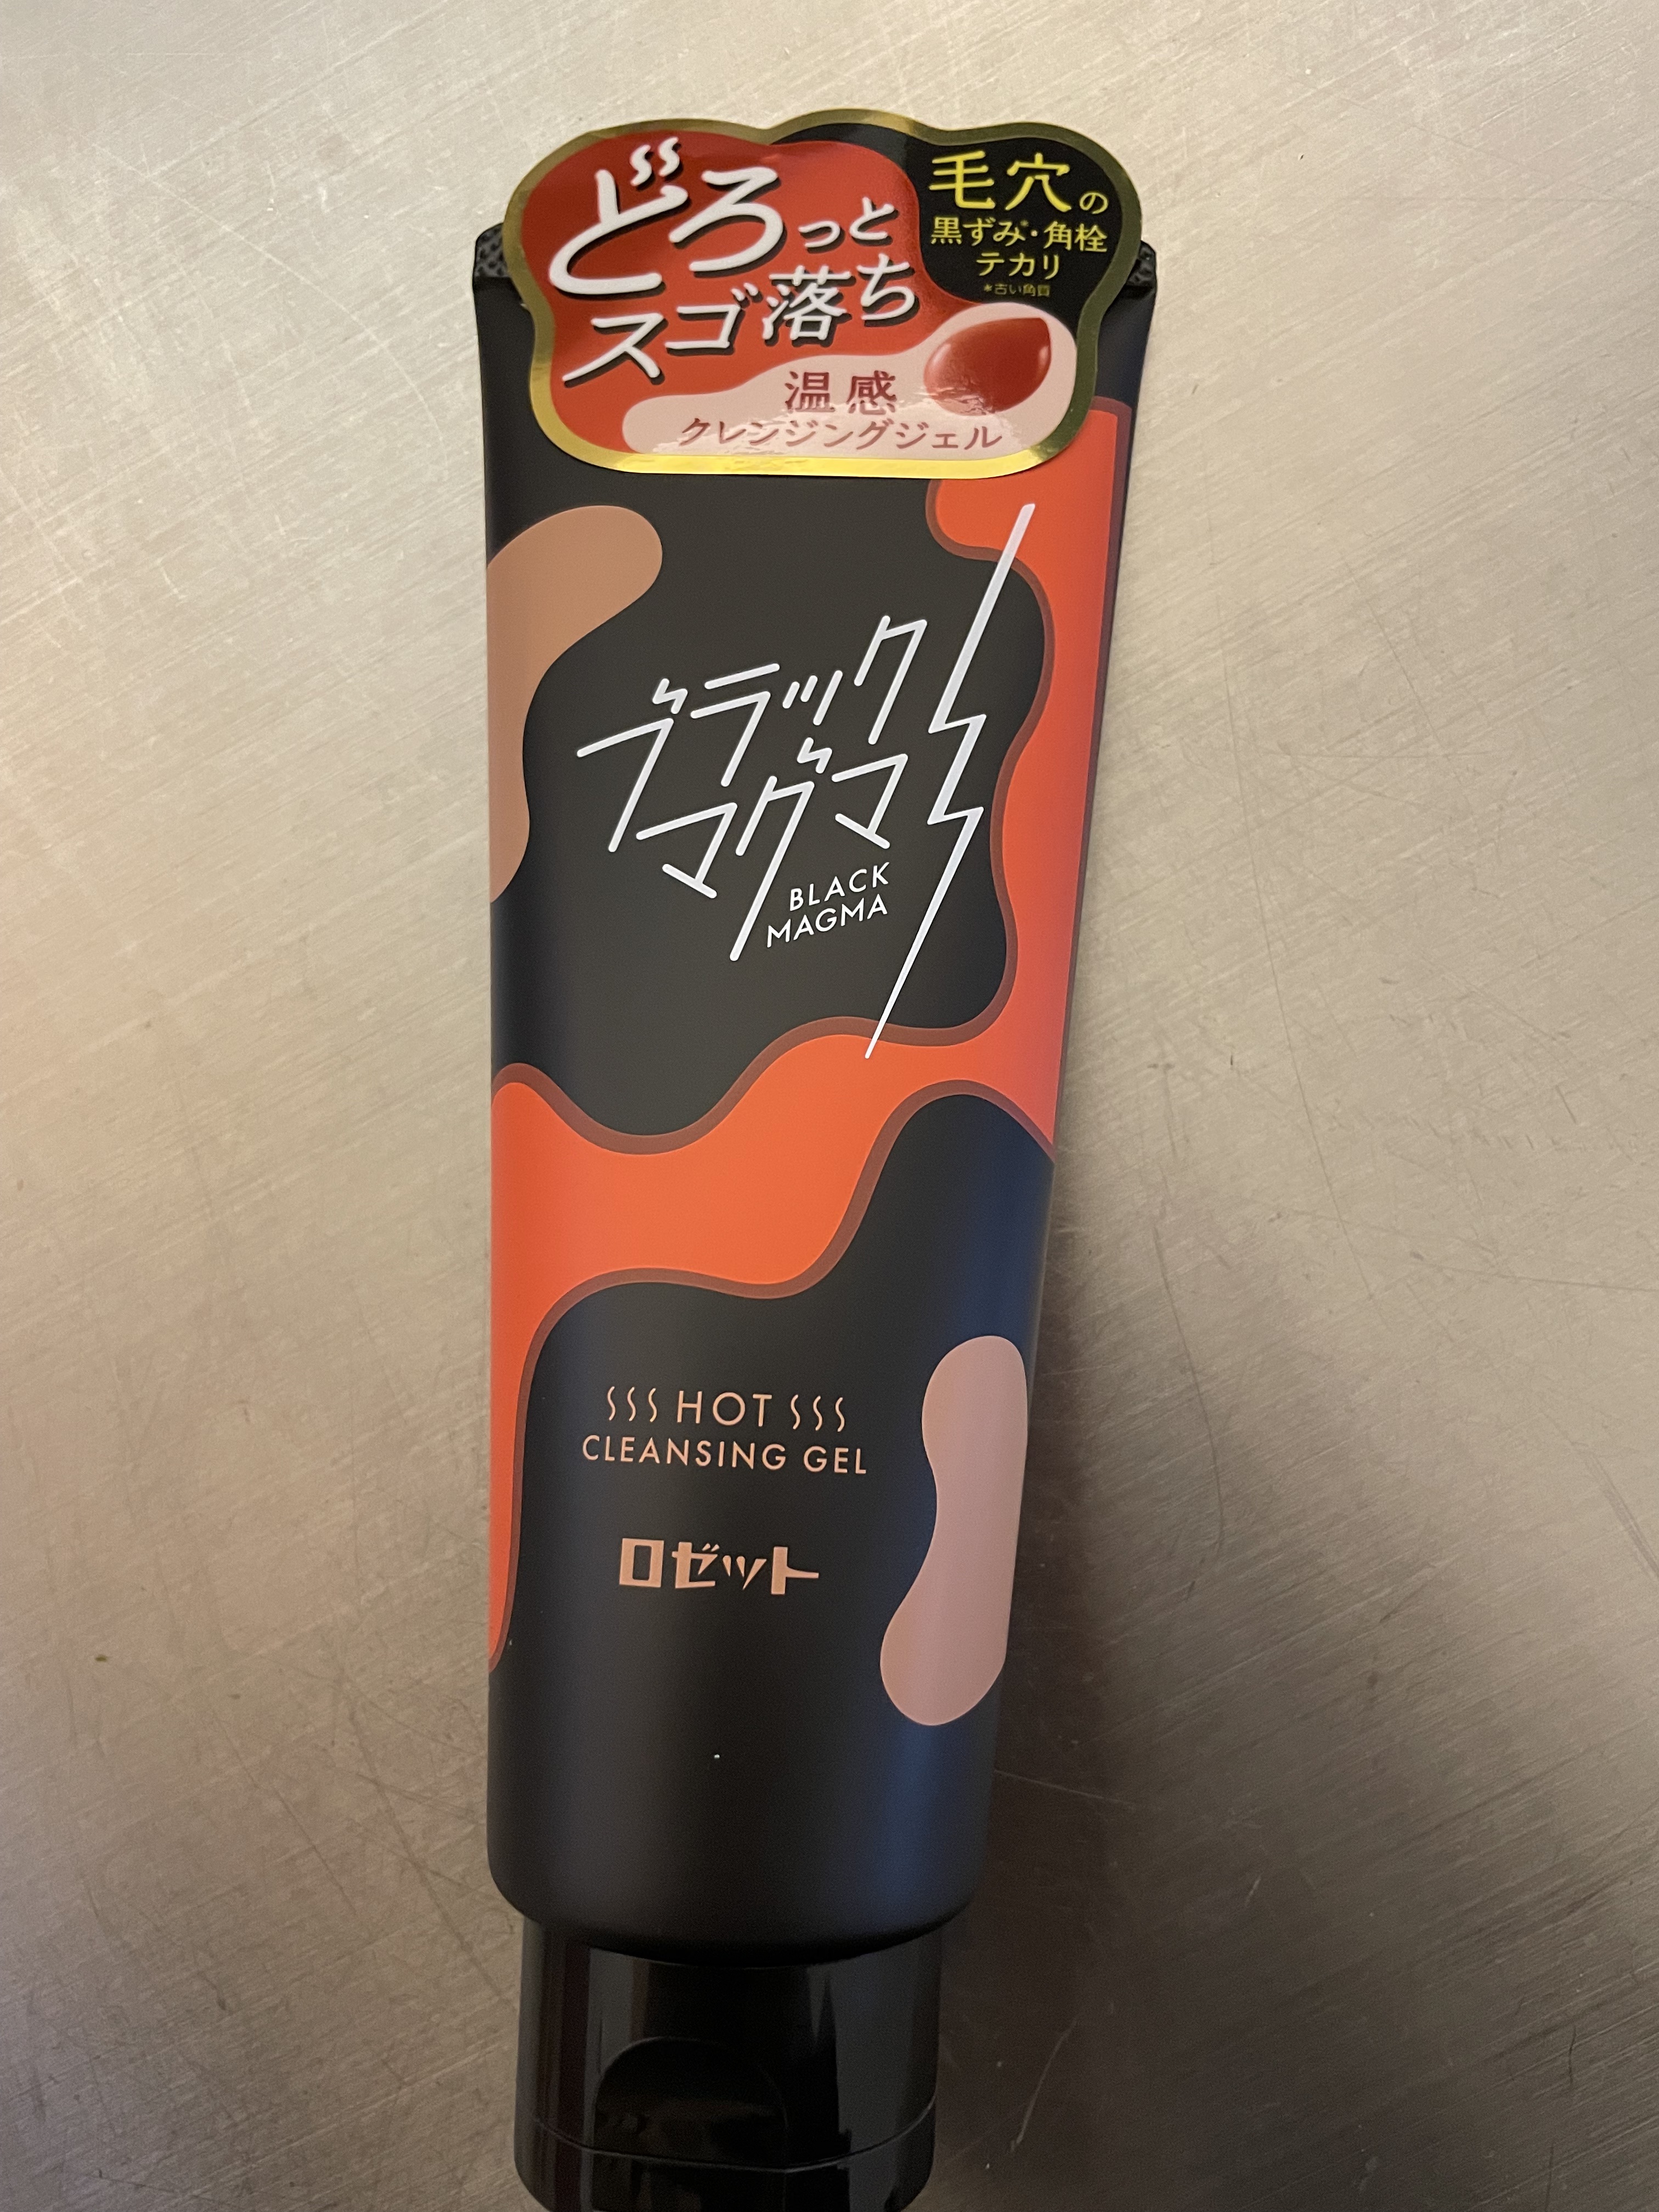 どろっと
スゴ落ち
毛穴の
黒ずみ*・角栓
テカリ
*古い角質
温感
クレンジングジェル
ブラック
マグマ
BLACK
MAGMA
HOT
CLEANSING GEL
ロゼット